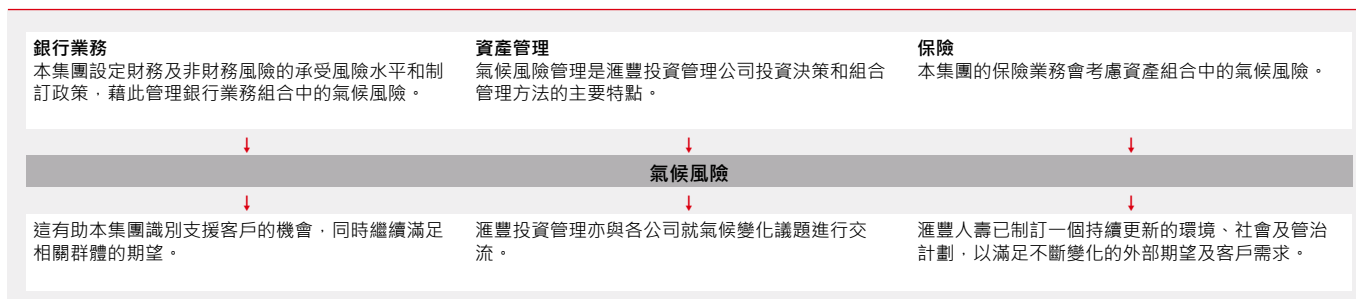 銀行業務
本集團設定財務及非財務風險的承受風險水平和制
訂政策，藉此管理銀行業務組合中的氣候風險。
資產管理
氣候風險管理是滙豐投資管理公司投資決策和組合
管理方法的主要特點。
保險
本集團的保險業務會考慮資產組合中的氣候風險。
↓ ↓ ↓
氣候風險
↓ ↓ ↓
這有助本集團識別支援客戶的機會，同時繼續滿足
相關群體的期望。
滙豐投資管理亦與各公司就氣候變化議題進行交
流。
滙豐人壽已制訂一個持續更新的環境、社會及管治
計劃，以滿足不斷變化的外部期望及客戶需求。